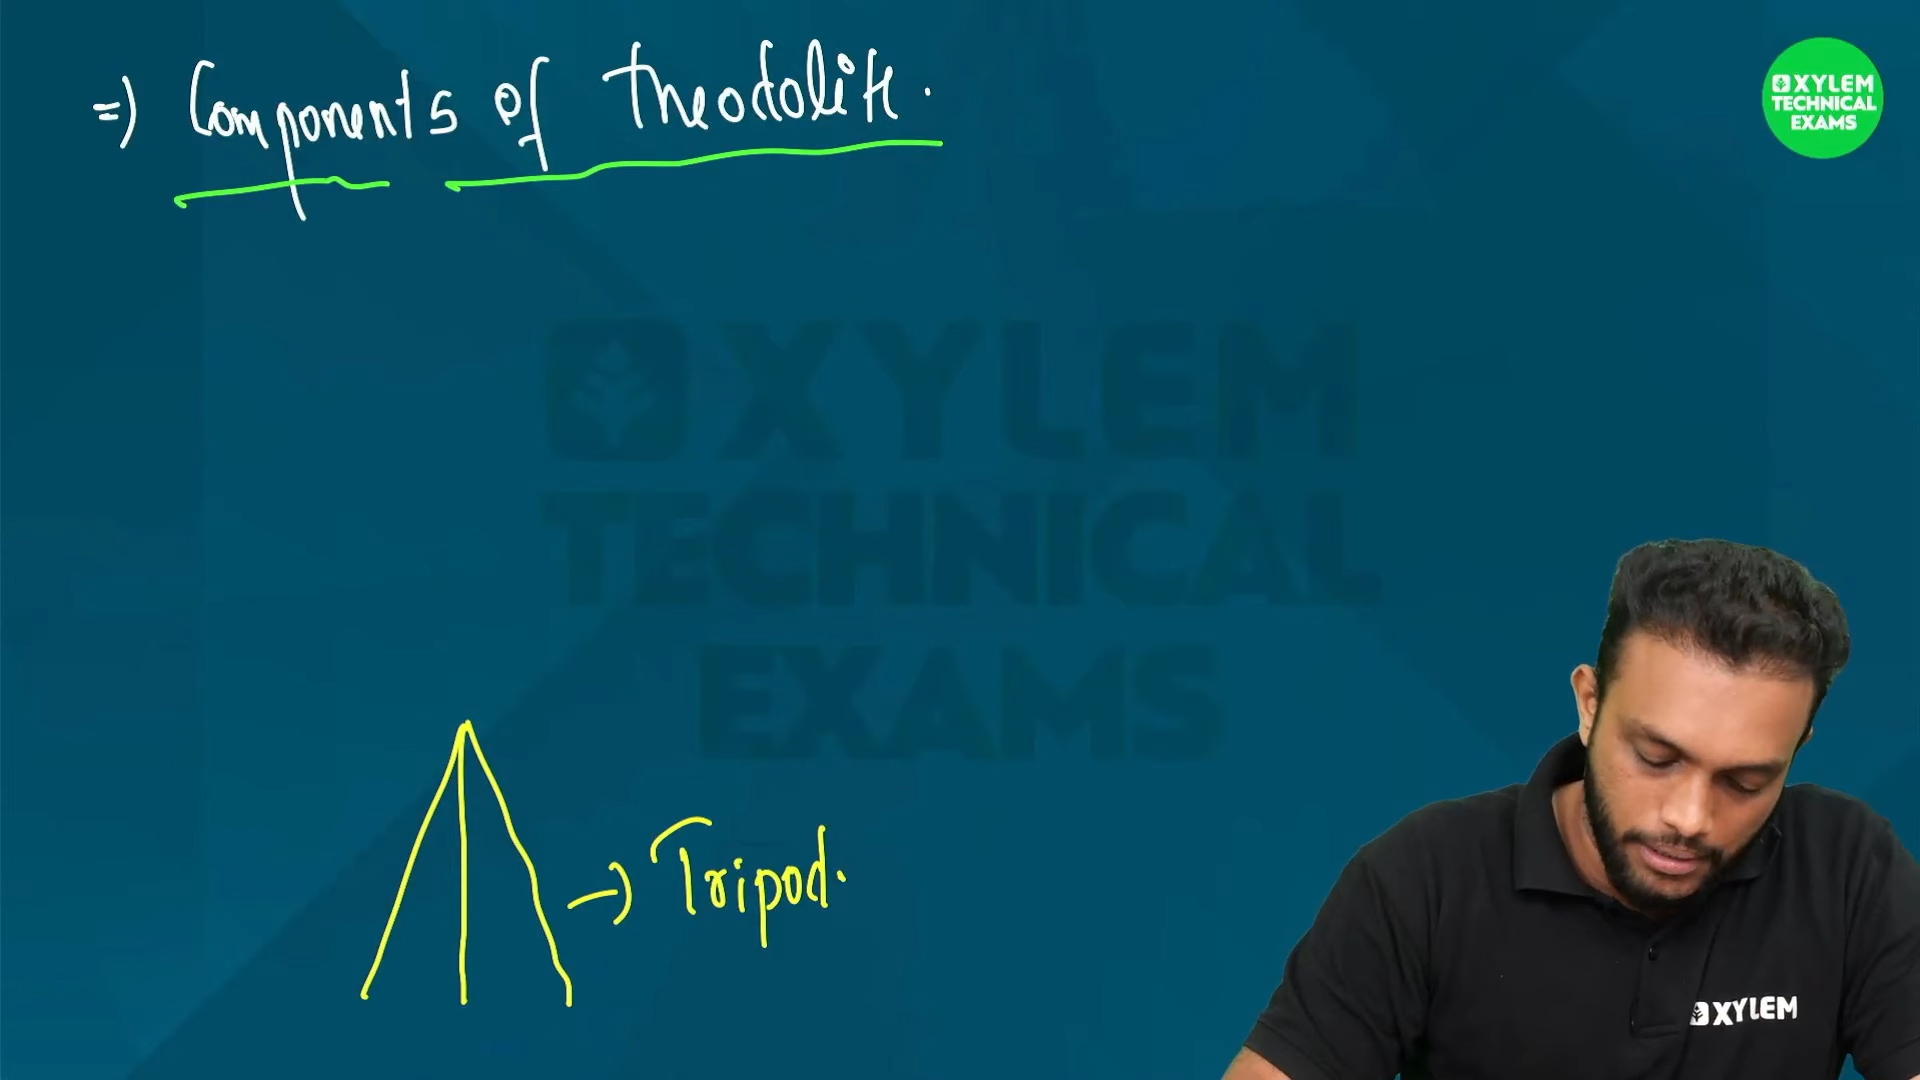 =) Components of Theodolite.
XYLEM
TECHNICAL
EXAMS
XYLEM
TECHNICAL
EXAMS
→ Tripod.
XYLEM